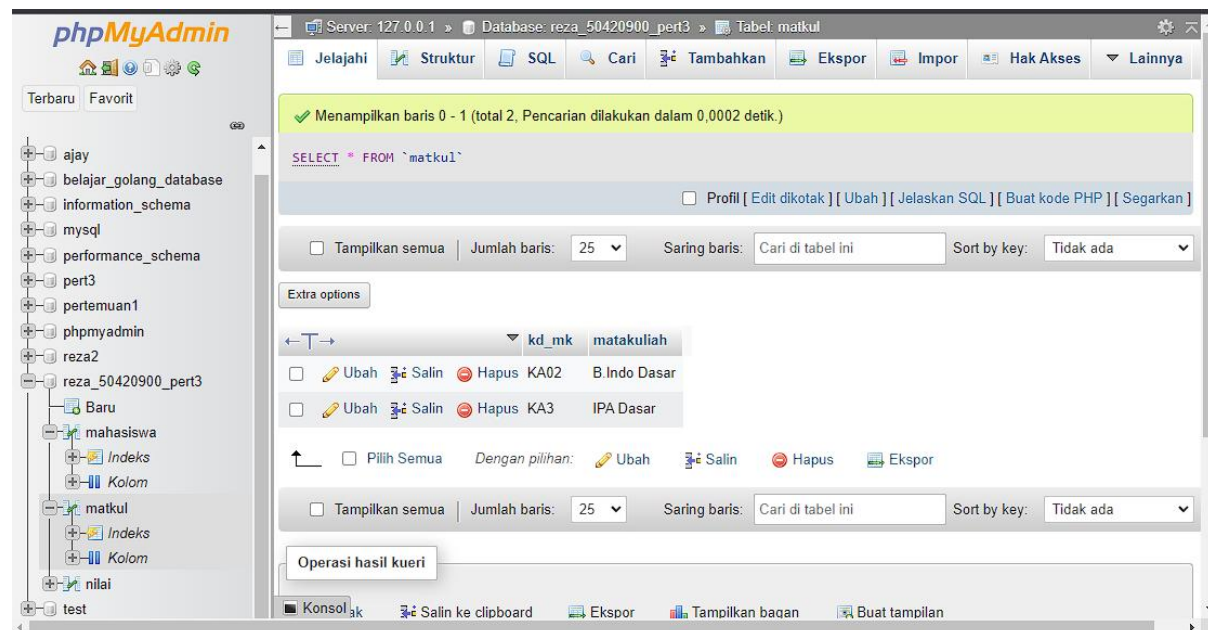 phpMyAdmin
Terbaru Favorit
ajay
belajar_golang_database
information_schema
mysql
performance_schema
pert3
pertemuan1
phpmyadmin
reza2
reza_50420900_pert3
Baru
mahasiswa
Indeks
Kolom
matkul
Indeks
Kolom
nilai
test
Server: 127.0.0.1 » Database: reza_50420900_pert3 » Tabel: matkul
Jelajahi Struktur SQL Cari Tambahkan Ekspor Impor Hak Akses Lainnya
Menampilkan baris 0 - 1 (total 2, Pencarian dilakukan dalam 0,0002 detik.)
SELECT * FROM `matkul`
Profil [ Edit dikotak ] [ Ubah ] [ Jelaskan SQL ] [ Buat kode PHP ] [ Segarkan ]
Tampilkan semua Jumlah baris: 25 Saring baris: Cari di tabel ini Sort by key: Tidak ada
Extra options
←T→ kd_mk matakuliah
Ubah Salin Hapus KA02 B.Indo Dasar
Ubah Salin Hapus KA3 IPA Dasar
Pilih Semua Dengan pilihan: Ubah Salin Hapus Ekspor
Tampilkan semua Jumlah baris: 25 Saring baris: Cari di tabel ini Sort by key: Tidak ada
Operasi hasil kueri
Konsol Salin ke clipboard Ekspor Tampilkan bagan Buat tampilan